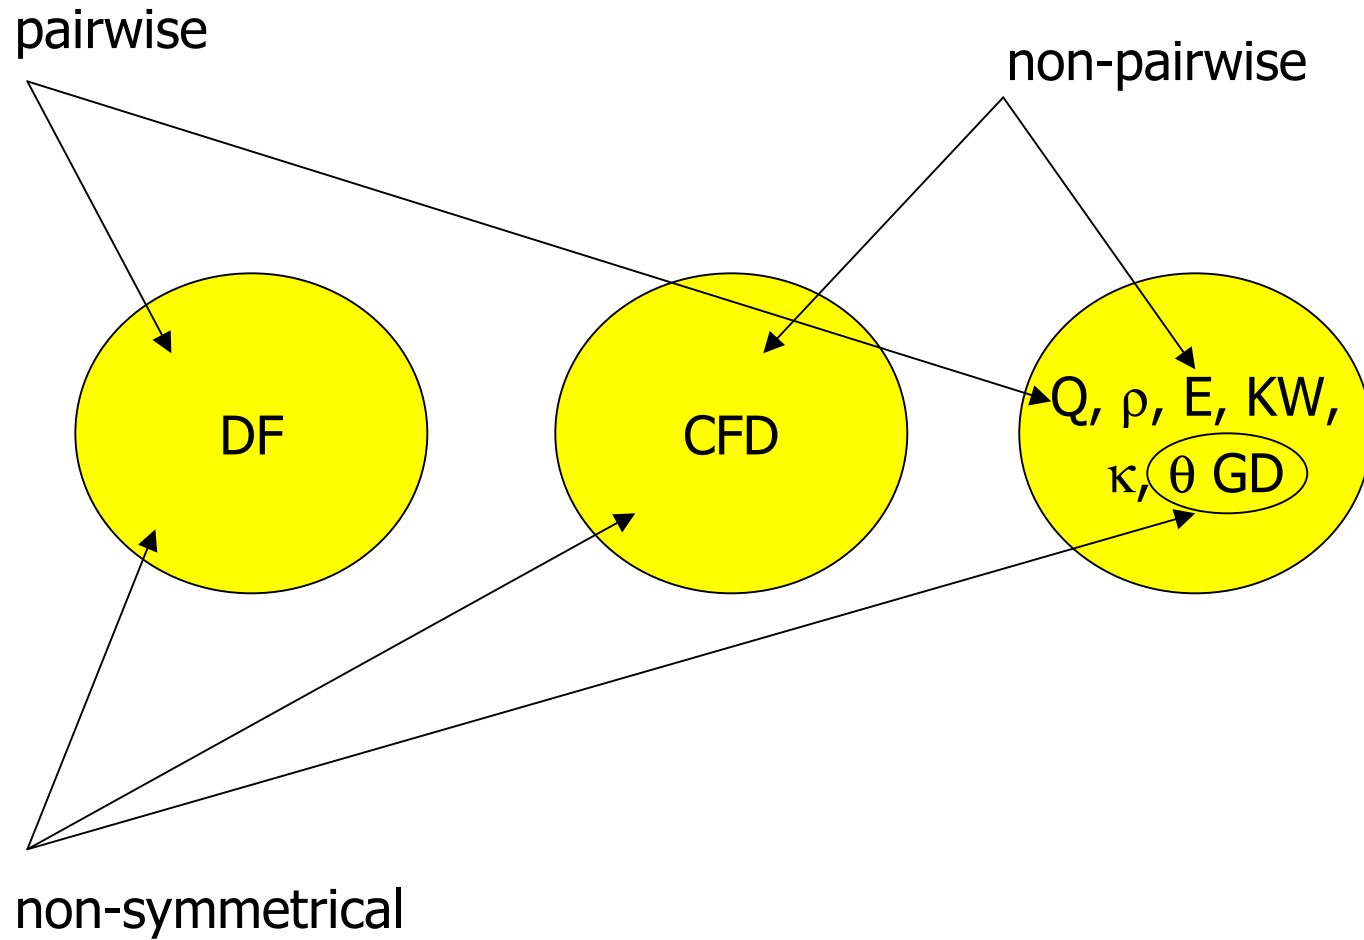 pairwise
non-pairwise
DF
CFD
Q, ρ, E, KW,
κ, θ GD
non-symmetrical